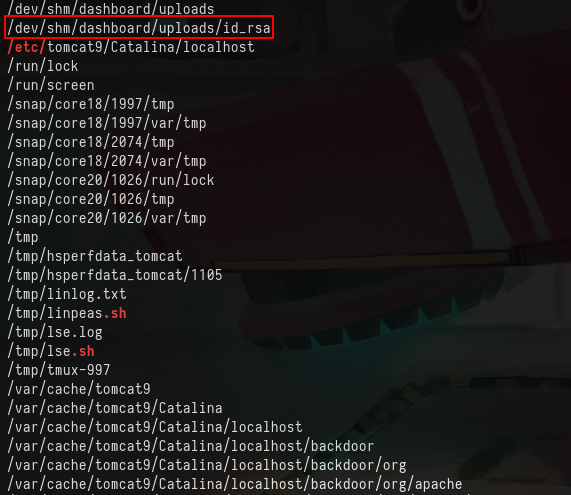 /dev/shm/dashboard/uploads
/dev/shm/dashboard/uploads/id_rsa
/etc/tomcat9/Catalina/localhost
/run/lock
/run/screen
/snap/core18/1997/tmp
/snap/core18/1997/var/tmp
/snap/core18/2074/tmp
/snap/core18/2074/var/tmp
/snap/core20/1026/run/lock
/snap/core20/1026/tmp
/snap/core20/1026/var/tmp
/tmp
/tmp/hsperfdata_tomcat
/tmp/hsperfdata_tomcat/1105
/tmp/linlog.txt
/tmp/linpeas.sh
/tmp/lse.log
/tmp/lse.sh
/tmp/tmux-997
/var/cache/tomcat9
/var/cache/tomcat9/Catalina
/var/cache/tomcat9/Catalina/localhost
/var/cache/tomcat9/Catalina/localhost/backdoor
/var/cache/tomcat9/Catalina/localhost/backdoor/org
/var/cache/tomcat9/Catalina/localhost/backdoor/org/apache